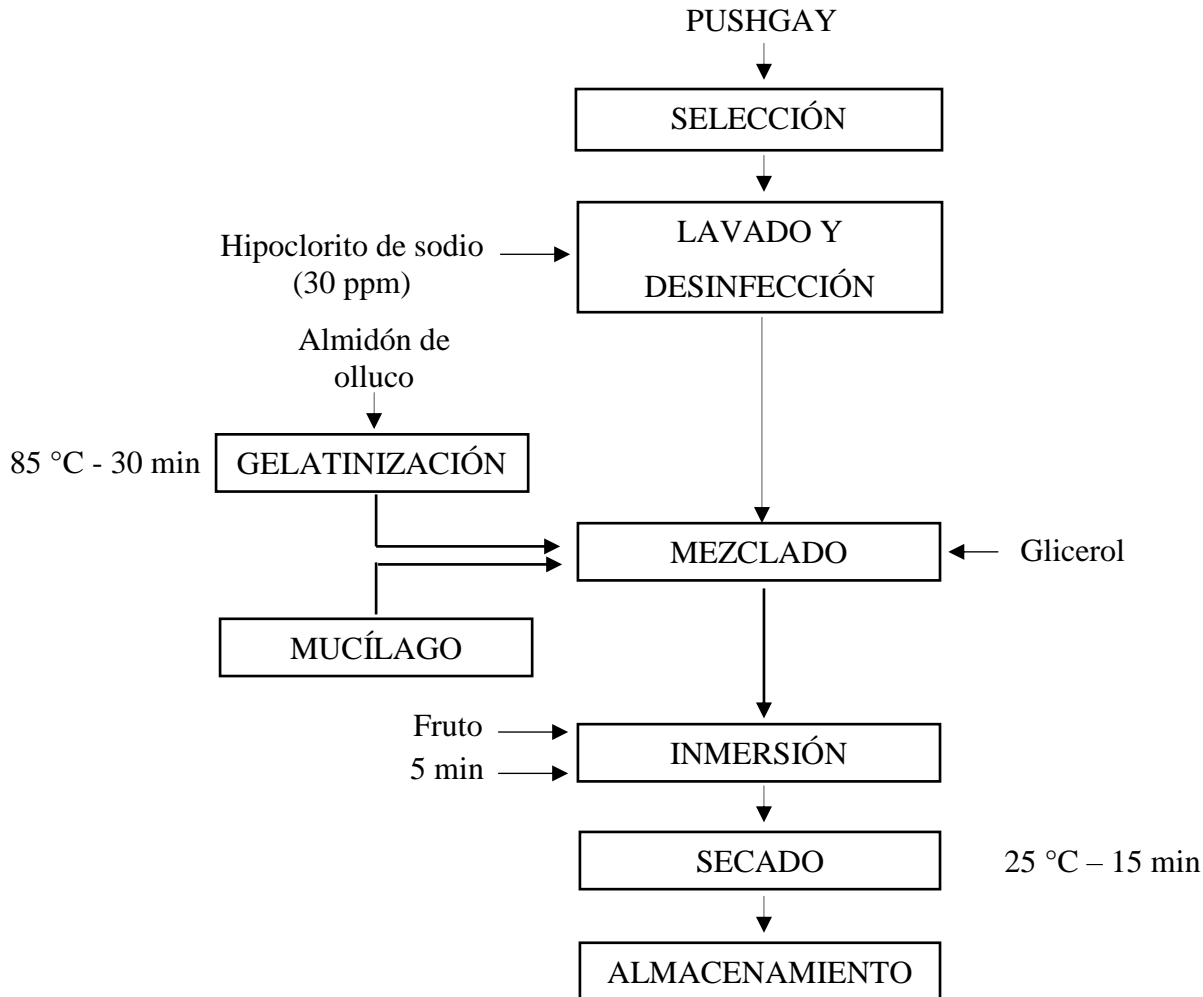 PUSHGAY
SELECCIÓN
LAVADO Y
DESINFECCIÓN
Hipoclorito de sodio
(30 ppm)
Almidón de
olluco
85 °C - 30 min
GELATINIZACIÓN
MEZCLADO
Glicerol
MUCÍLAGO
Fruto
5 min
INMERSIÓN
SECADO
25 °C – 15 min
ALMACENAMIENTO